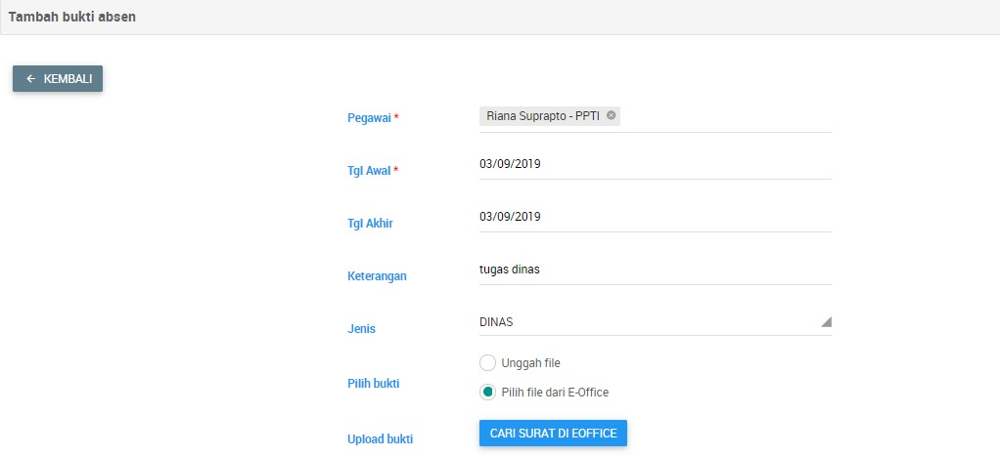 Tambah bukti absen
KEMBALI
Pegawai * Riana Suprapto - PPTI
Tgl Awal * 03/09/2019
Tgl Akhir 03/09/2019
Keterangan tugas dinas
Jenis DINAS
Unggah file
Pilih bukti
Pilih file dari E-Office
Upload bukti CARI SURAT DI EOFFICE